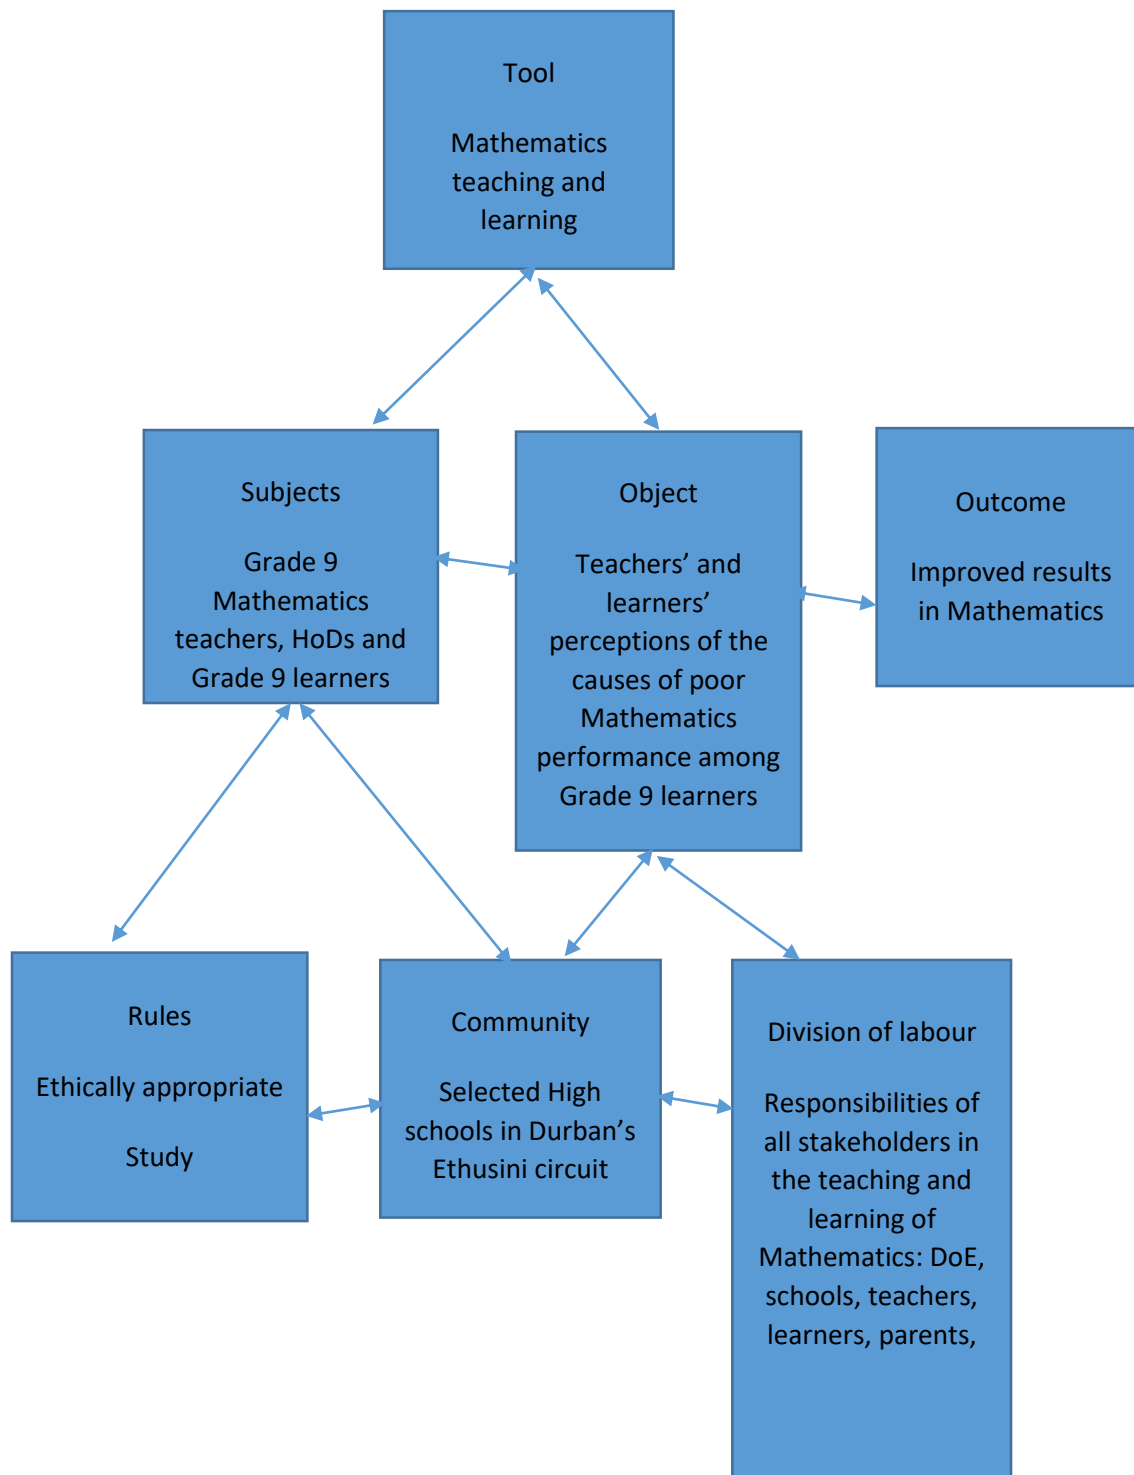 Tool
Mathematics
teaching and
learning
Subjects
Grade 9
Mathematics
teachers, HoDs and
Grade 9 learners
Object
Teachers’ and
learners’
perceptions of the
causes of poor
Mathematics
performance among
Grade 9 learners
Outcome
Improved results
in Mathematics
Rules
Ethically appropriate
Study
Community
Selected High
schools in Durban’s
Ethusini circuit
Division of labour
Responsibilities of
all stakeholders in
the teaching and
learning of
Mathematics: DoE,
schools, teachers,
learners, parents,